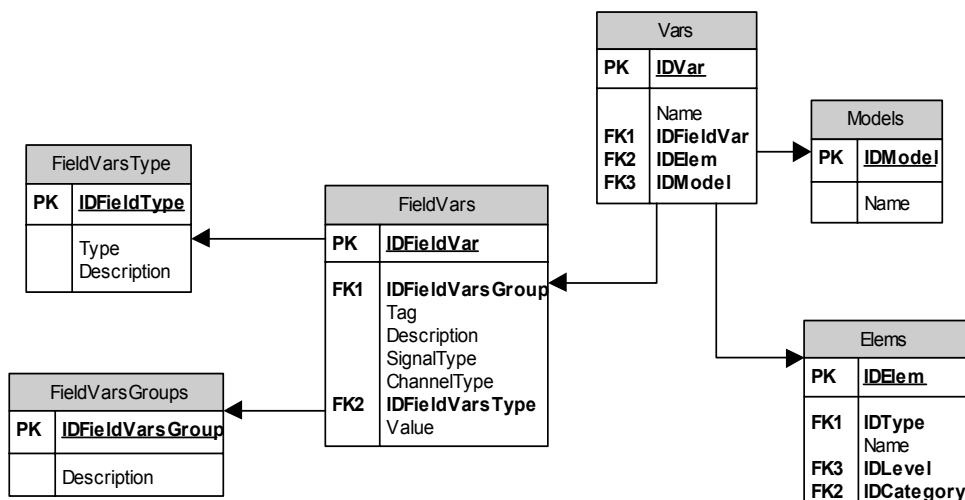 Vars
PK IDVar
Name
FK1 IDFieldVar
FK2 IDElem
FK3 IDModel
Models
PK IDModel
Name
FieldVarsType
PK IDFieldType
Type
Description
FieldVars
PK IDFieldVar
FK1 IDFieldVarsGroup
Tag
Description
SignalType
ChannelType
FK2 IDFieldVarsType
Value
FieldVarsGroups
PK IDFieldVarsGroup
Description
Elems
PK IDElem
FK1 IDType
Name
FK3 IDLevel
FK2 IDCategory